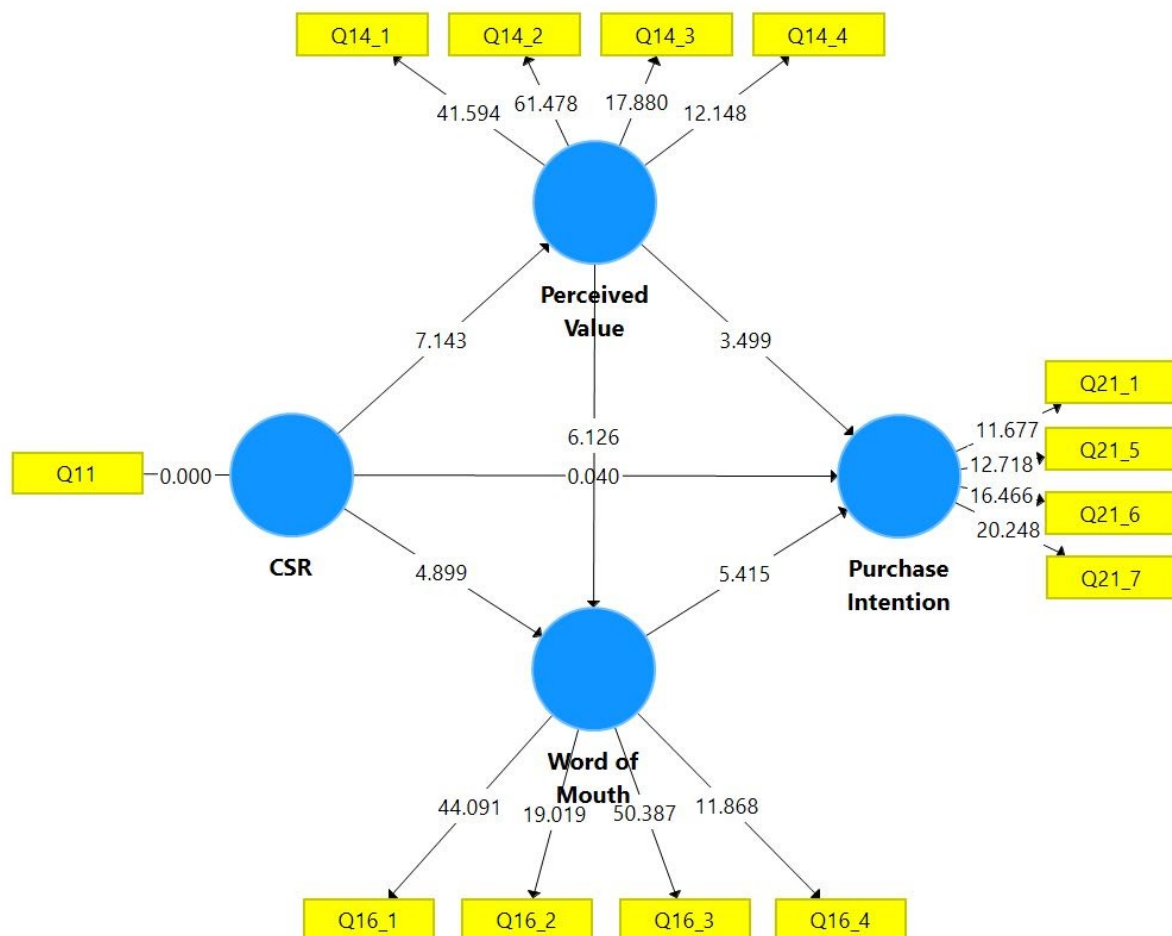 Q14_1
Q14_2
Q14_3
Q14_4
41.594
61.478
17.880
12.148
Perceived
Value
7.143
3.499
Q21_1
11.677
6.126
Q21_5
12.718
Q11
0.000
0.040
16.466
Q21_6
20.248
CSR
4.899
5.415
Purchase
Intention
Q21_7
Word of
Mouth
44.091
19.019
50.387
11.868
Q16_1
Q16_2
Q16_3
Q16_4